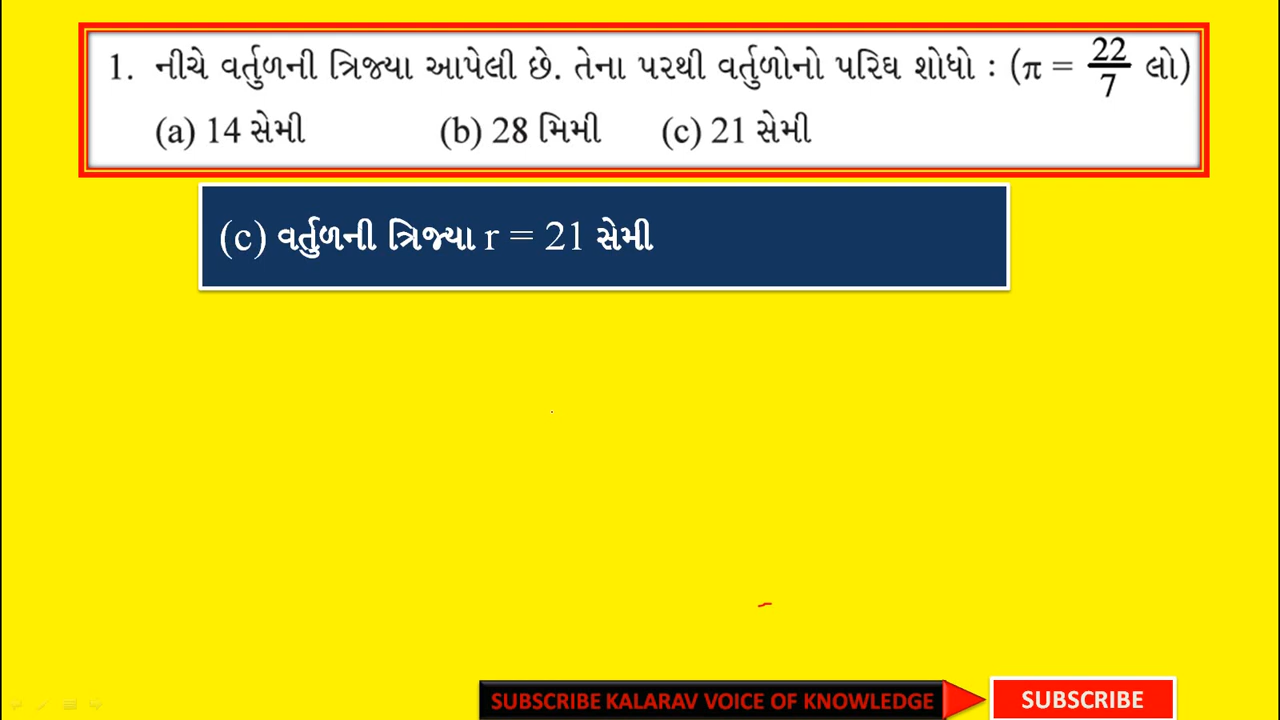 1. નીચે વર્તુળની ત્રિજ્યા આપેલી છે. તેના પરથી વર્તુળોનો પરિઘ શોધો : (π = 22/7 લો)
(a) 14 સેમી (b) 28 મિમી (c) 21 સેમી
(c) વર્તુળની ત્રિજ્યા r = 21 સેમી
SUBSCRIBE KALARAV VOICE OF KNOWLEDGE SUBSCRIBE